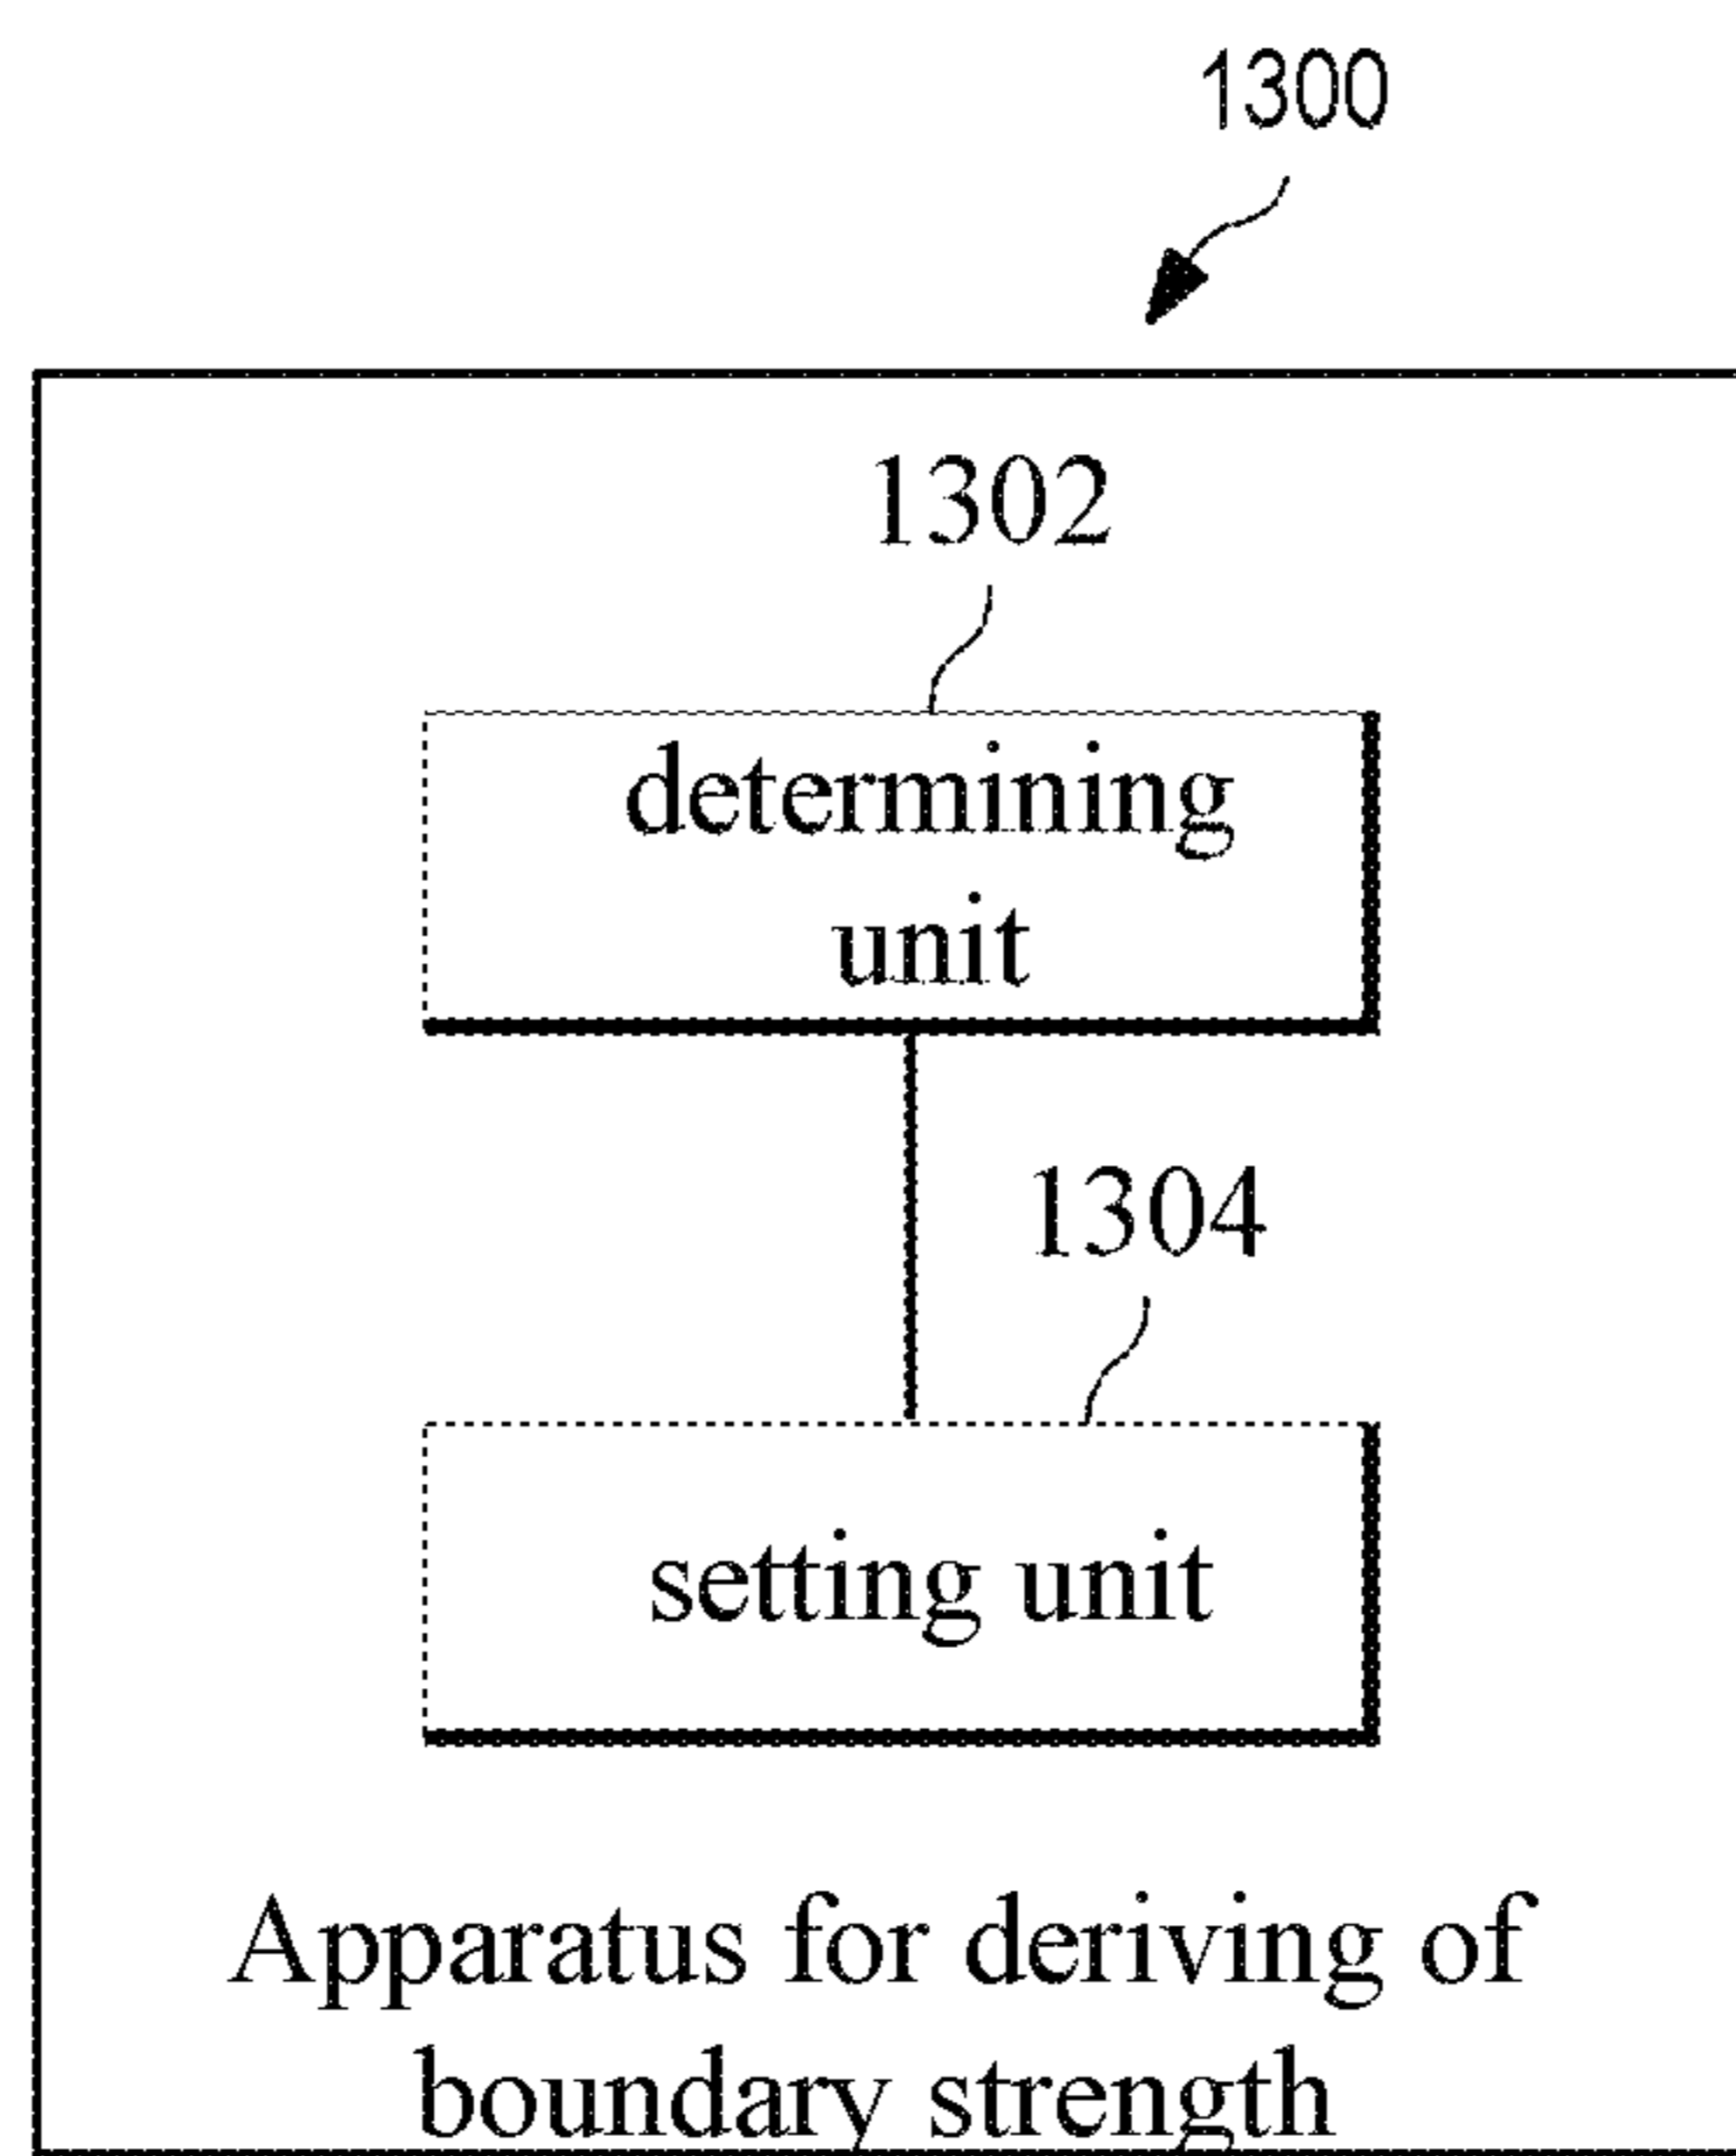 1300
1302
determining
unit
1304
setting unit
Apparatus for deriving of
boundary strength